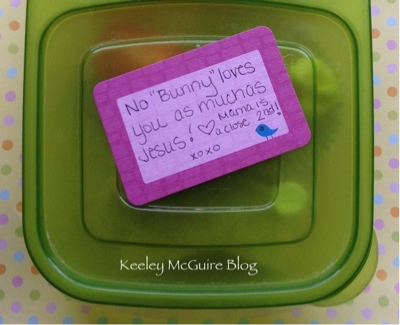 No "Bunny" loves
you as much as
Jesus! ♡ Mama is
a close 2nd!
xoxo
Keeley McGuire Blog